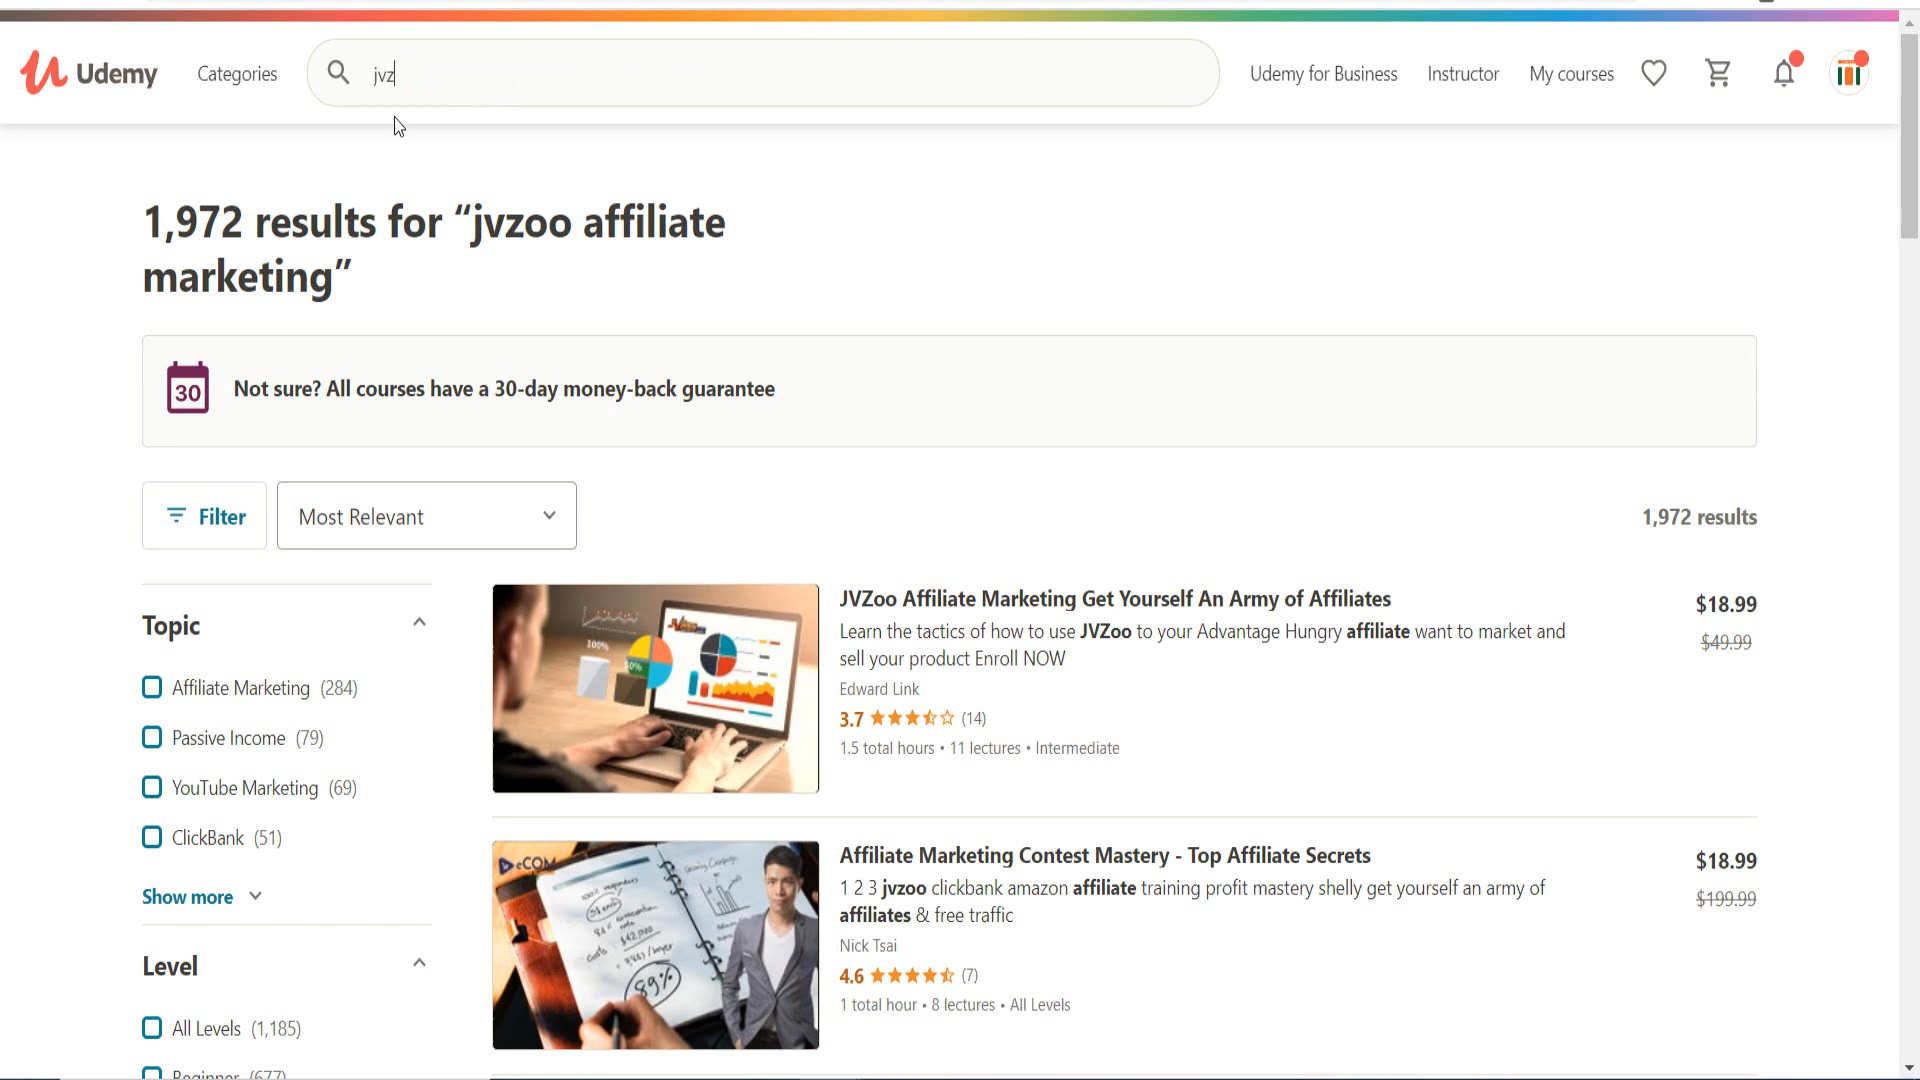 Udemy
Categories
jvz
Udemy for Business
Instructor
My courses
1,972 results for “jvzoo affiliate
marketing”
30
Not sure? All courses have a 30-day money-back guarantee
Filter
Most Relevant
1,972 results
Topic
Affiliate Marketing (284)
Passive Income (79)
YouTube Marketing (69)
ClickBank (51)
Show more
Level
All Levels (1,185)
Beginner (677)
100%
50%
JVZoo Affiliate Marketing Get Yourself An Army of Affiliates
Learn the tactics of how to use JVZoo to your Advantage Hungry affiliate want to market and
sell your product Enroll NOW
Edward Link
3.7 (14)
1.5 total hours • 11 lectures • Intermediate
$18.99
$49.99
eCOM
89%
Affiliate Marketing Contest Mastery - Top Affiliate Secrets
1 2 3 jvzoo clickbank amazon affiliate training profit mastery shelly get yourself an army of
affiliates & free traffic
Nick Tsai
4.6 (7)
1 total hour • 8 lectures • All Levels
$18.99
$199.99